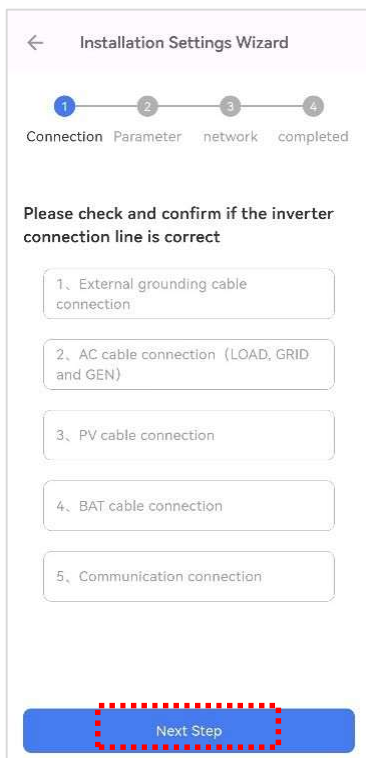 ← Installation Settings Wizard
1 2 3 4
Connection Parameter network completed
Please check and confirm if the inverter
connection line is correct
1、External grounding cable
connection
2、AC cable connection（LOAD, GRID
and GEN）
3、PV cable connection
4、BAT cable connection
5、Communication connection
Next Step